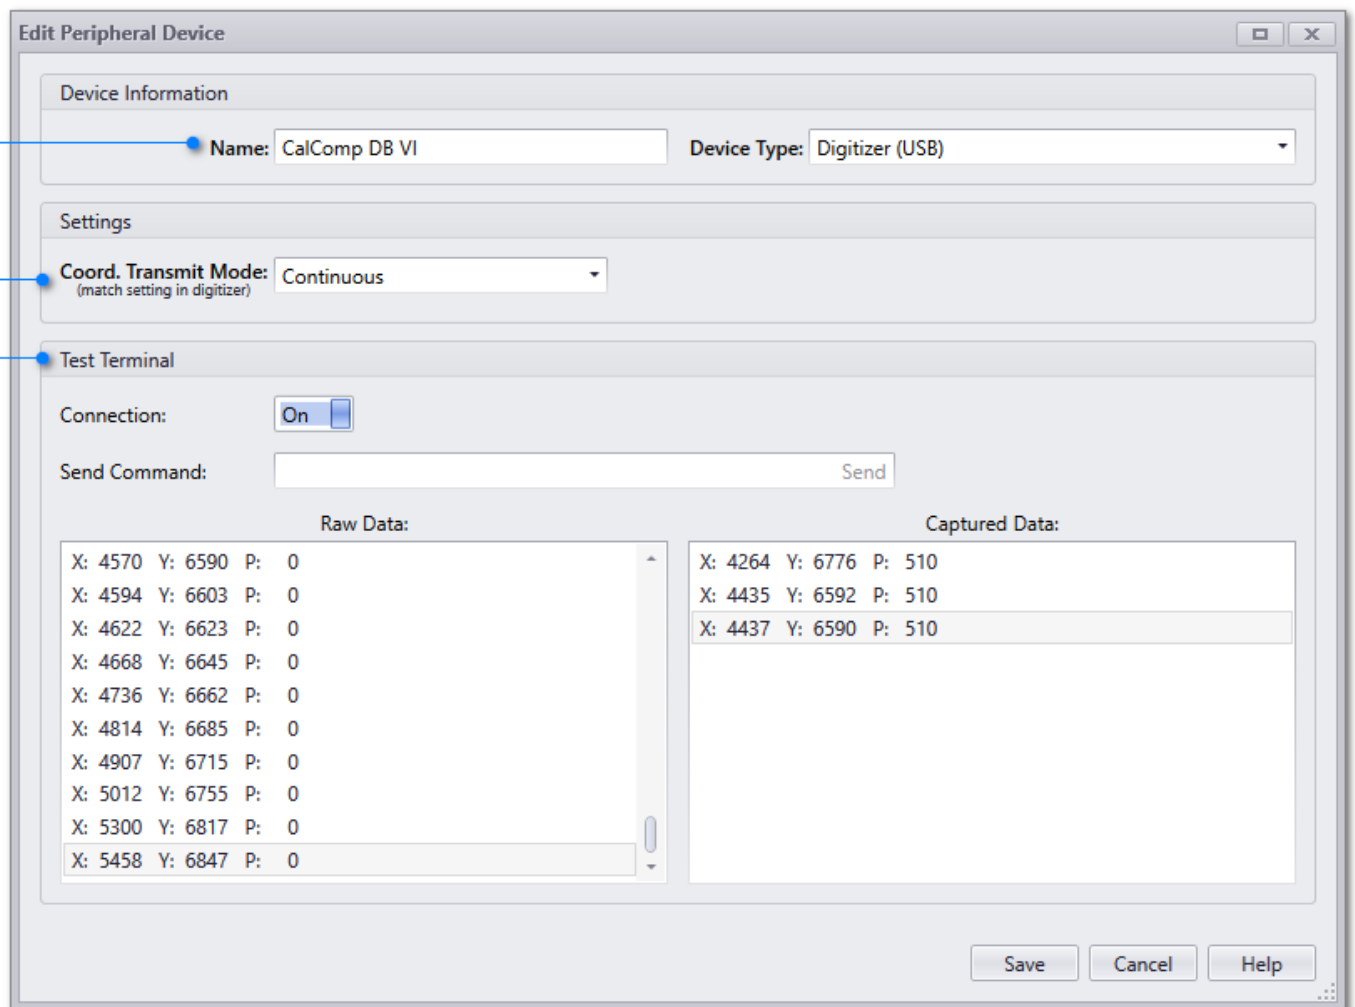 Edit Peripheral Device
Device Information
Name: CalComp DB VI Device Type: Digitizer (USB)
Settings
Coord. Transmit Mode: Continuous
(match setting in digitizer)
Test Terminal
Connection: On
Send Command: Send
Raw Data: Captured Data:
X: 4570 Y: 6590 P: 0 X: 4264 Y: 6776 P: 510
X: 4594 Y: 6603 P: 0 X: 4435 Y: 6592 P: 510
X: 4622 Y: 6623 P: 0 X: 4437 Y: 6590 P: 510
X: 4668 Y: 6645 P: 0
X: 4736 Y: 6662 P: 0
X: 4814 Y: 6685 P: 0
X: 4907 Y: 6715 P: 0
X: 5012 Y: 6755 P: 0
X: 5300 Y: 6817 P: 0
X: 5458 Y: 6847 P: 0
Save Cancel Help